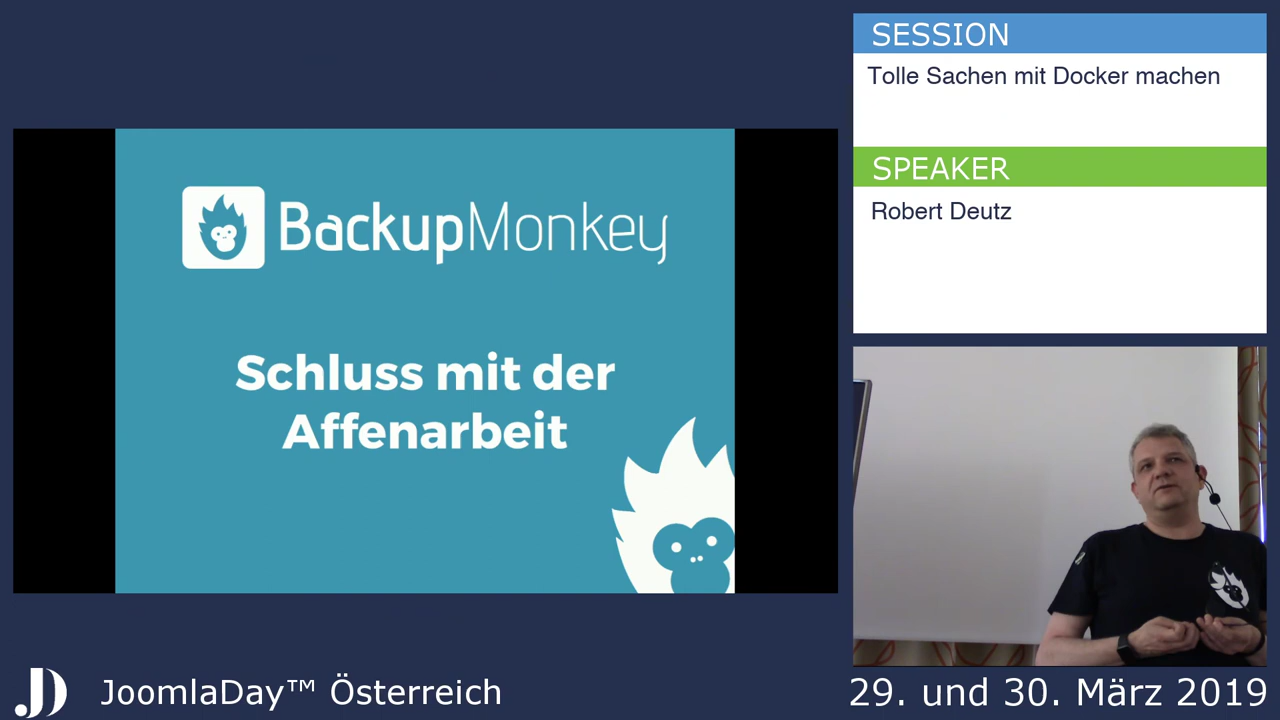 BackupMonkey
Schluss mit der
Affenarbeit
SESSION
Tolle Sachen mit Docker machen
SPEAKER
Robert Deutz
JoomlaDay™ Österreich
29. und 30. März 2019